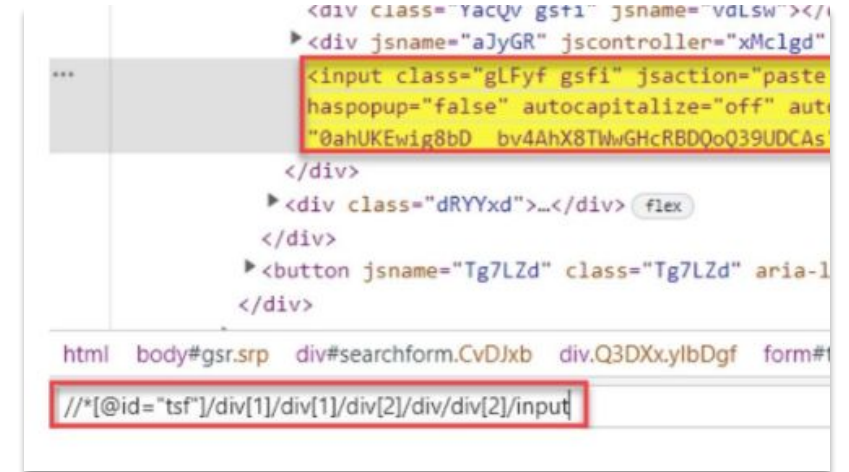 <div class="YacQv gsfi" jsname="vdLsw"></
<div jsname="aJyGR" jscontroller="xMclgd"
<input class="gLFyf gsfi" jsaction="paste
haspopup="false" autocapitalize="off" aut
"0ahUKEwig8bD bv4AhX8TWwGHcRBDQoQ39UDCAs"
</div>
<div class="dRYYxd">…</div> flex
</div>
<button jsname="Tg7LZd" class="Tg7LZd" aria-l
</div>
html body#gsr.srp div#searchform.CvDJxb div.Q3DXx.yIbDgf form#t
//*[@id="tsf"]/div[1]/div[1]/div[2]/div/div[2]/input